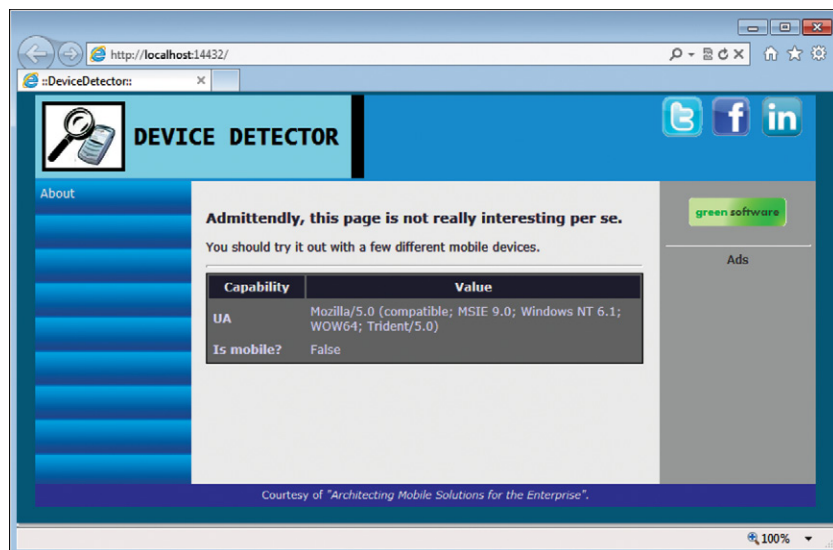 http://localhost:14432/
::DeviceDetector::
DEVICE DETECTOR
About
Admittendly, this page is not really interesting per se.
You should try it out with a few different mobile devices.
Capability Value
UA Mozilla/5.0 (compatible; MSIE 9.0; Windows NT 6.1;
WOW64; Trident/5.0)
Is mobile? False
green software
Ads
Courtesy of "Architecting Mobile Solutions for the Enterprise".
100%